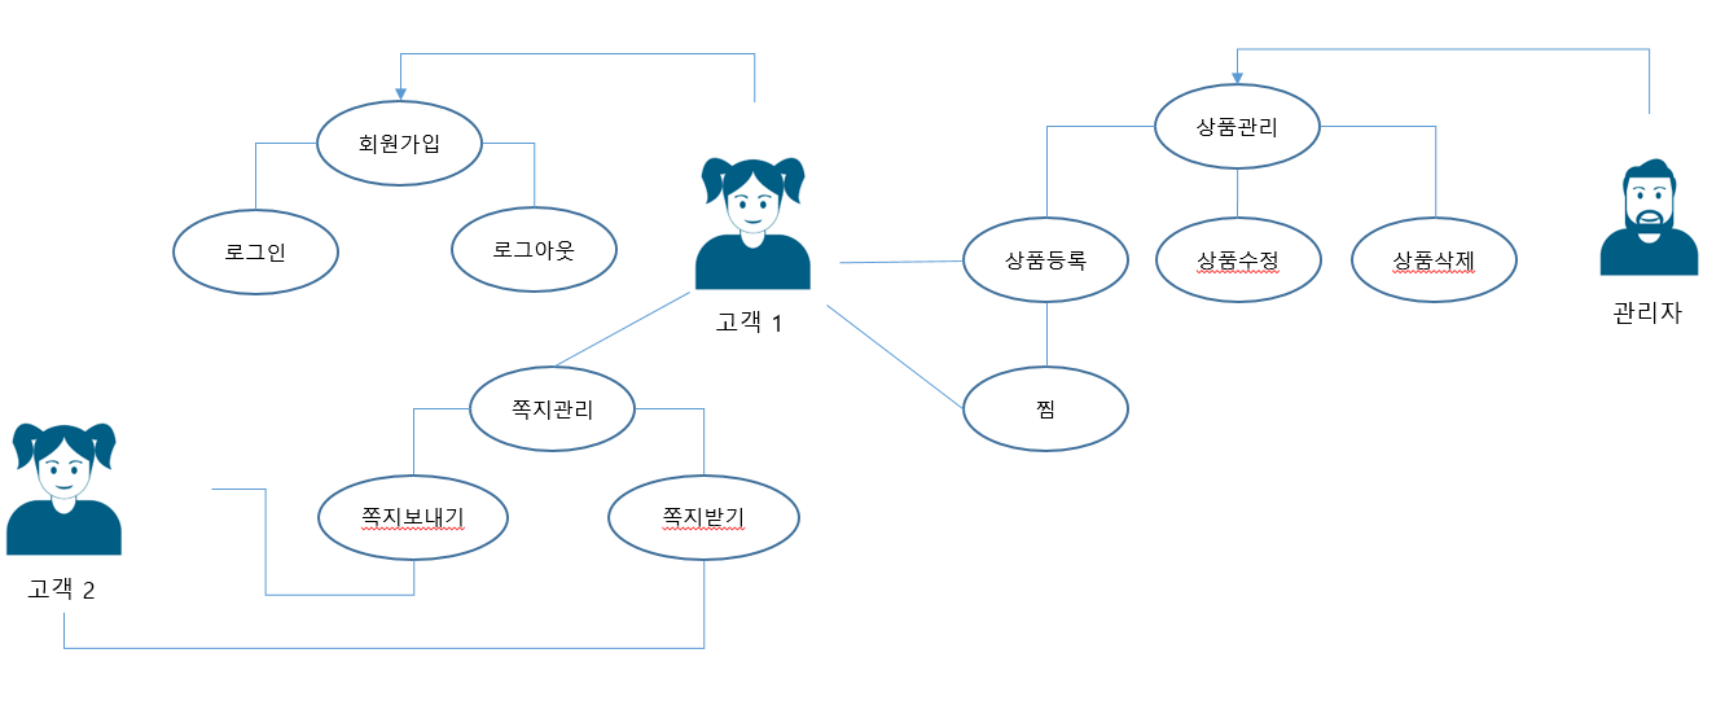 회원가입
로그인
로그아웃
고객 1
쪽지관리
쪽지보내기
쪽지받기
고객 2
상품관리
상품등록
상품수정
상품삭제
찜
관리자